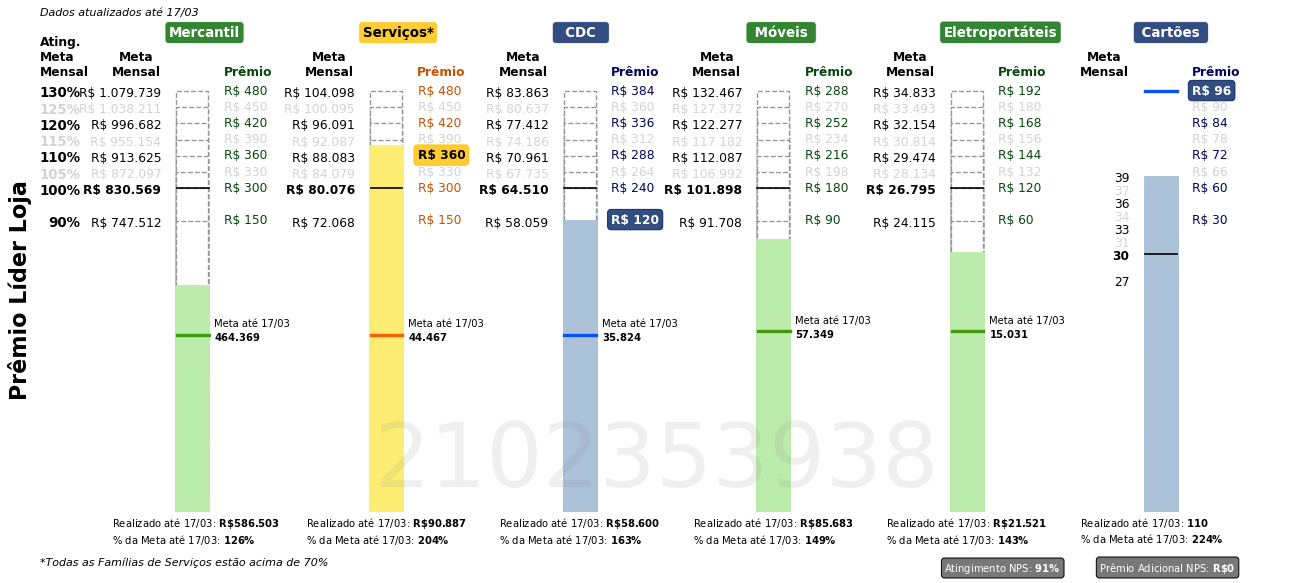 Dados atualizados até 17/03
Mercantil Serviços* CDC Móveis Eletroportáteis Cartões
Ating. Meta Mensal
Meta Mensal Prêmio Meta Mensal Prêmio Meta Mensal Prêmio Meta Mensal Prêmio Meta Mensal Prêmio Meta Mensal Prêmio
130% R$ 1.079.739 R$ 480 R$ 104.098 R$ 480 R$ 83.863 R$ 384 R$ 132.467 R$ 288 R$ 34.833 R$ 192 R$ 96
125% R$ 1.038.211 R$ 450 R$ 100.095 R$ 450 R$ 80.637 R$ 360 R$ 127.372 R$ 270 R$ 33.493 R$ 180 R$ 90
120% R$ 996.682 R$ 420 R$ 96.091 R$ 420 R$ 77.412 R$ 336 R$ 122.277 R$ 252 R$ 32.154 R$ 168 R$ 84
115% R$ 955.154 R$ 390 R$ 92.087 R$ 390 R$ 74.186 R$ 312 R$ 117.182 R$ 234 R$ 30.814 R$ 156 R$ 78
110% R$ 913.625 R$ 360 R$ 88.083 R$ 360 R$ 70.961 R$ 288 R$ 112.087 R$ 216 R$ 29.474 R$ 144 R$ 72
105% R$ 872.097 R$ 330 R$ 84.079 R$ 330 R$ 67.735 R$ 264 R$ 106.992 R$ 198 R$ 28.134 R$ 132 R$ 66
100% R$ 830.569 R$ 300 R$ 80.076 R$ 300 R$ 64.510 R$ 240 R$ 101.898 R$ 180 R$ 26.795 R$ 120 R$ 60
90% R$ 747.512 R$ 150 R$ 72.068 R$ 150 R$ 58.059 R$ 120 R$ 91.708 R$ 90 R$ 24.115 R$ 60 R$ 30
39
37
36
34
33
31
30
27
Prêmio Líder Loja
Meta até 17/03 Meta até 17/03 Meta até 17/03 Meta até 17/03 Meta até 17/03
464.369 44.467 35.824 57.349 15.031
2102353938
Realizado até 17/03: R$586.503 Realizado até 17/03: R$90.887 Realizado até 17/03: R$58.600 Realizado até 17/03: R$85.683 Realizado até 17/03: R$21.521 Realizado até 17/03: 110
% da Meta até 17/03: 126% % da Meta até 17/03: 204% % da Meta até 17/03: 163% % da Meta até 17/03: 149% % da Meta até 17/03: 143% % da Meta até 17/03: 224%
*Todas as Famílias de Serviços estão acima de 70%
Atingimento NPS: 91% Prêmio Adicional NPS: R$0